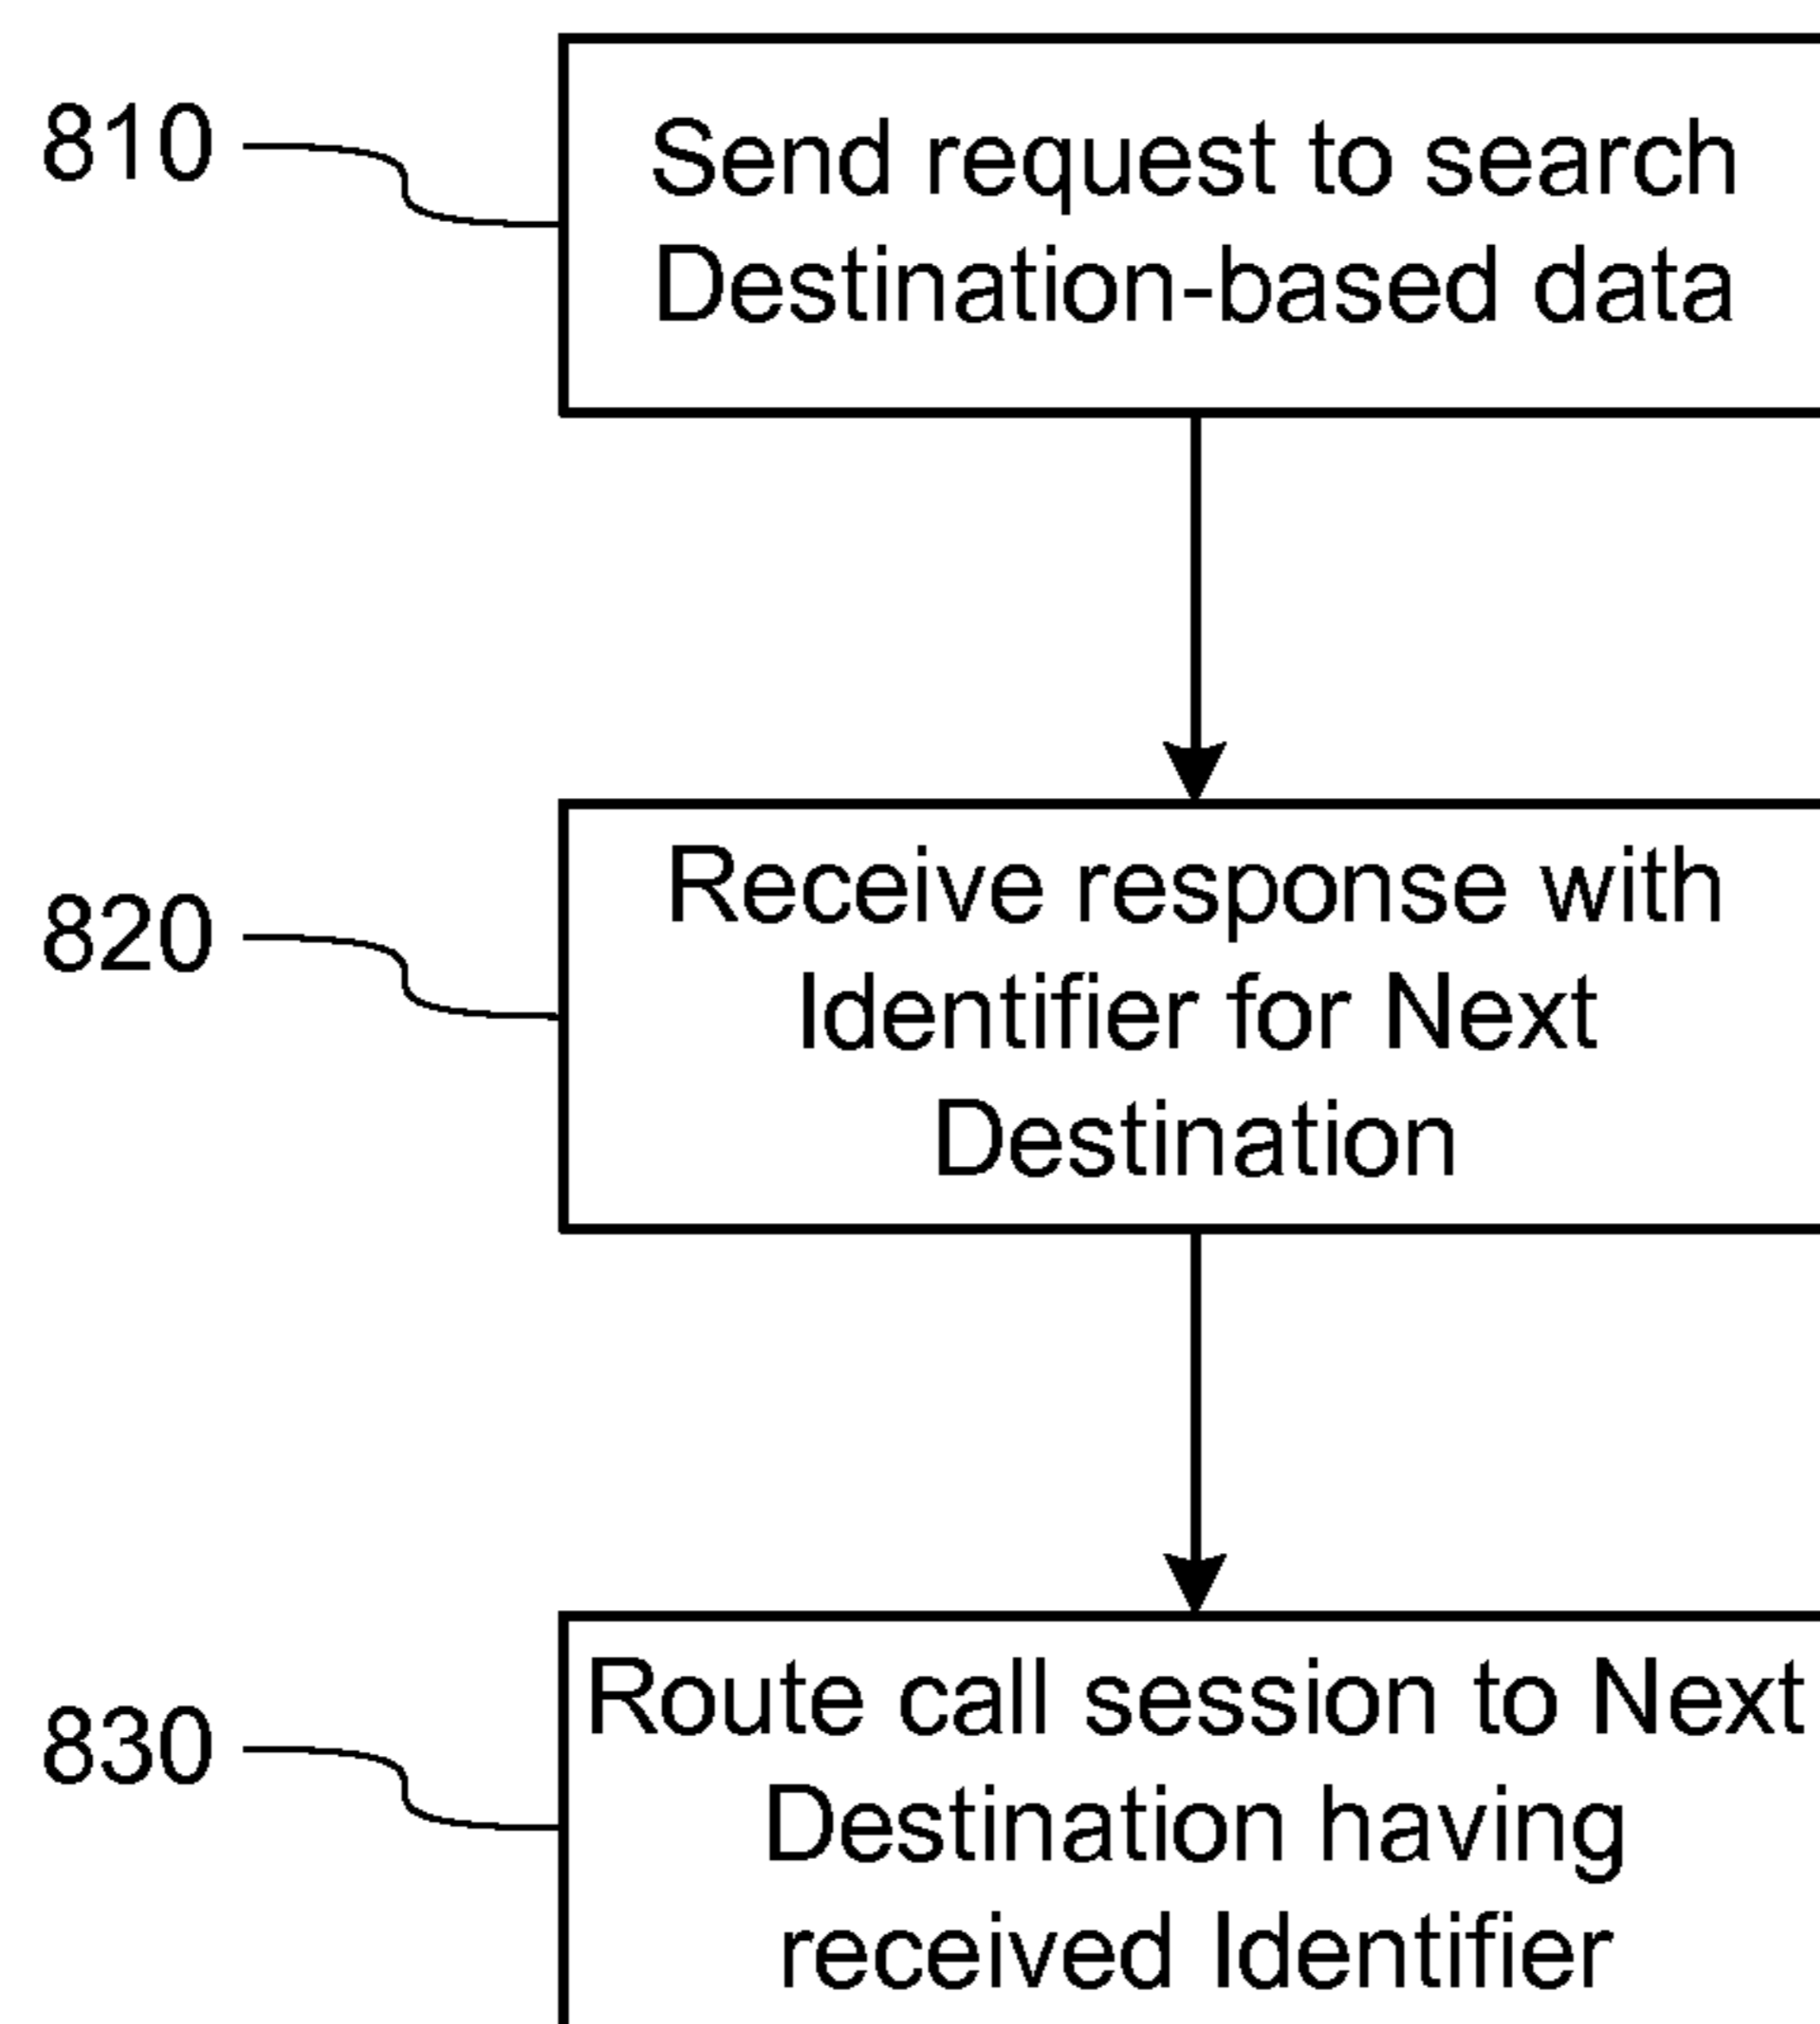 810
Send request to search
Destination-based data
820
Receive response with
Identifier for Next
Destination
830
Route call session to Next
Destination having
received Identifier